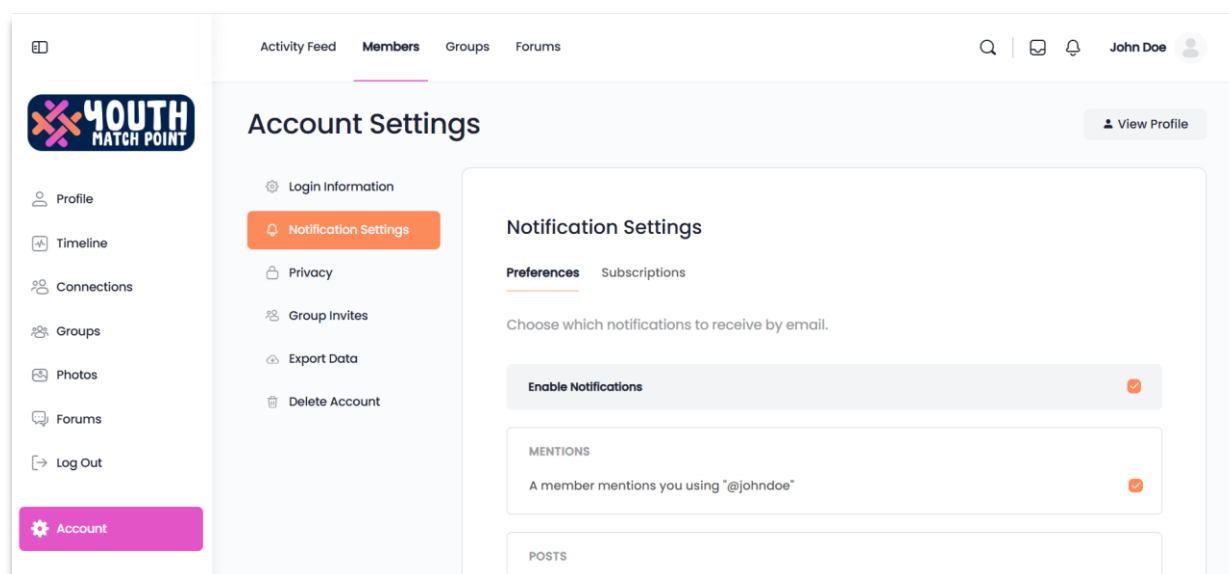 Activity Feed Members Groups Forums
John Doe
YOUTH
MATCH POINT
Profile
Timeline
Connections
Groups
Photos
Forums
Log Out
Account
Account Settings
View Profile
Login Information
Notification Settings
Privacy
Group Invites
Export Data
Delete Account
Notification Settings
Preferences Subscriptions
Choose which notifications to receive by email.
Enable Notifications
MENTIONS
A member mentions you using "@johndoe"
POSTS